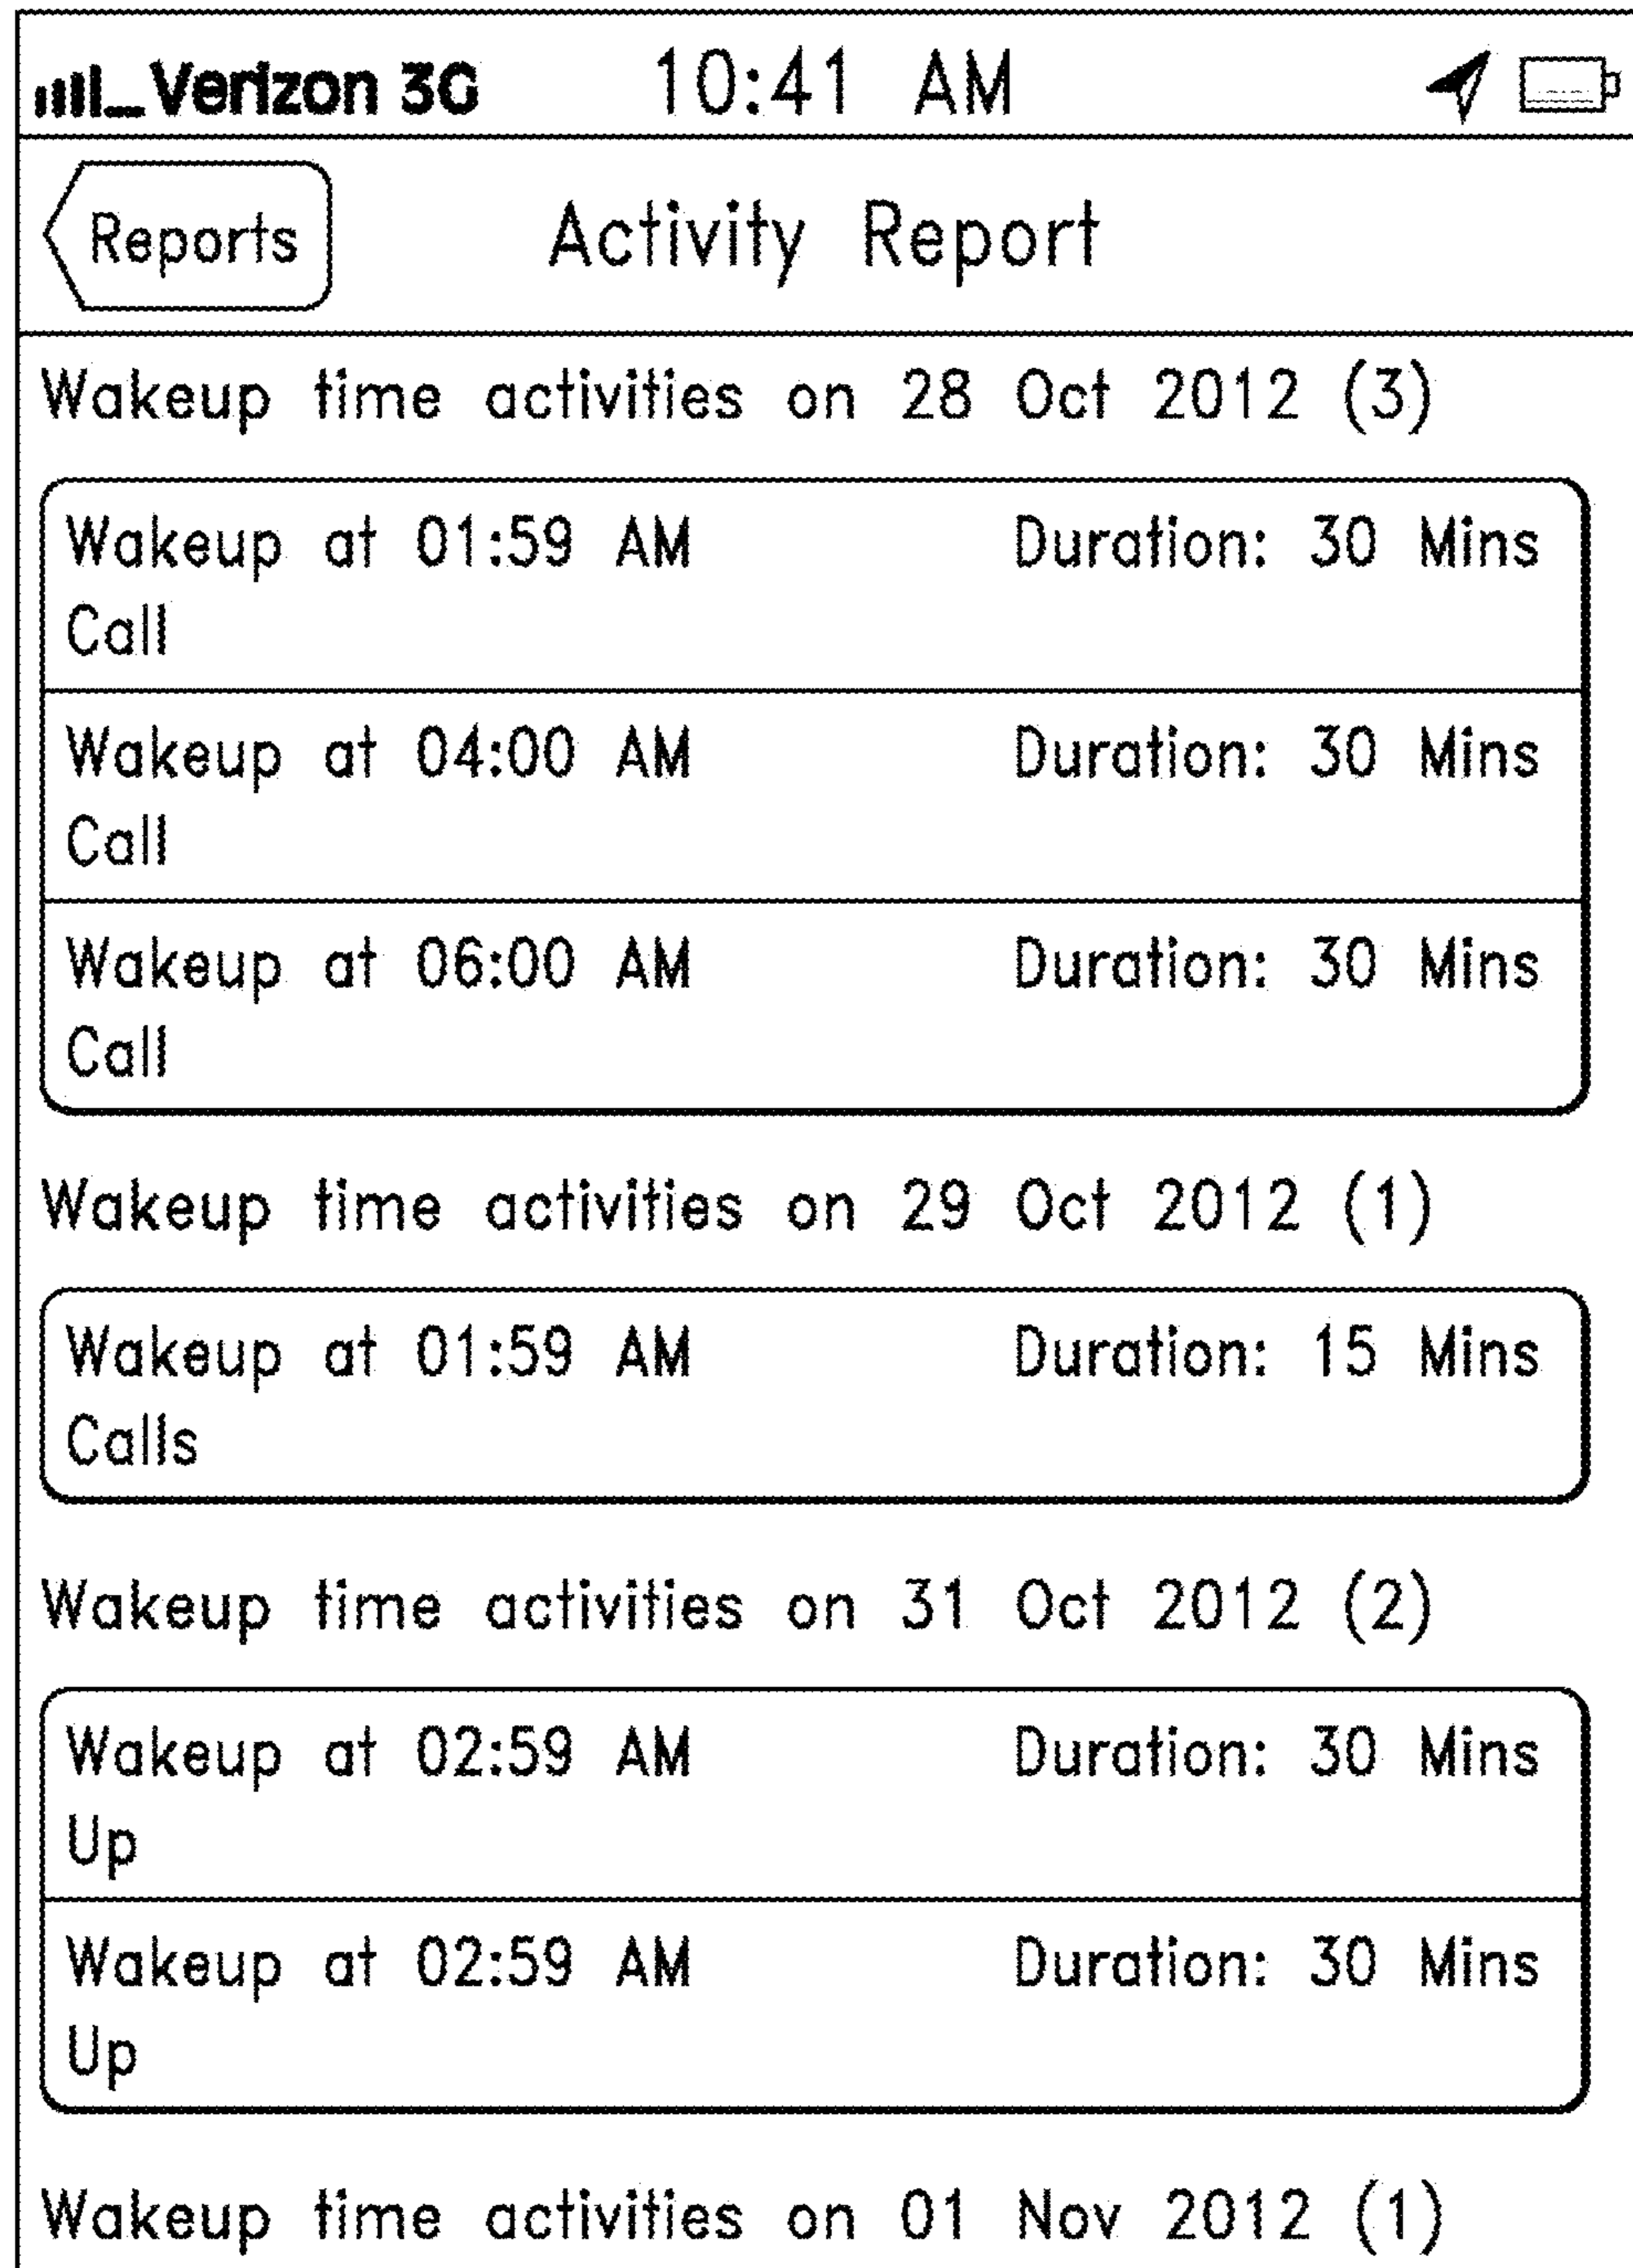 Verizon 3G 10:41 AM
Reports Activity Report
Wakeup time activities on 28 Oct 2012 (3)
Wakeup at 01:59 AM Duration: 30 Mins
Call
Wakeup at 04:00 AM Duration: 30 Mins
Call
Wakeup at 06:00 AM Duration: 30 Mins
Call
Wakeup time activities on 29 Oct 2012 (1)
Wakeup at 01:59 AM Duration: 15 Mins
Calls
Wakeup time activities on 31 Oct 2012 (2)
Wakeup at 02:59 AM Duration: 30 Mins
Up
Wakeup at 02:59 AM Duration: 30 Mins
Up
Wakeup time activities on 01 Nov 2012 (1)